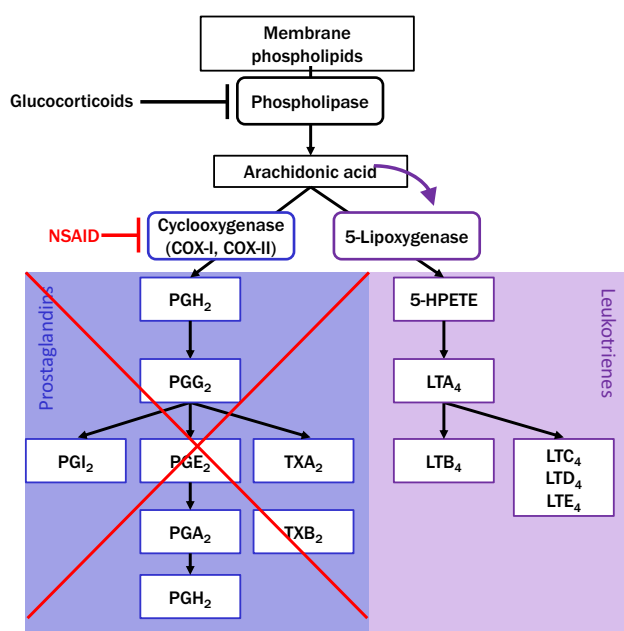 Membrane
phospholipids
Glucocorticoids
Phospholipase
Arachidonic acid
NSAID
Cyclooxygenase
(COX-I, COX-II)
5-Lipoxygenase
Prostaglandins
PGH₂
5-HPETE
Leukotrienes
PGG₂
LTA₄
PGI₂
PGE₂
TXA₂
LTB₄
LTC₄
LTD₄
LTE₄
PGA₂
TXB₂
PGH₂